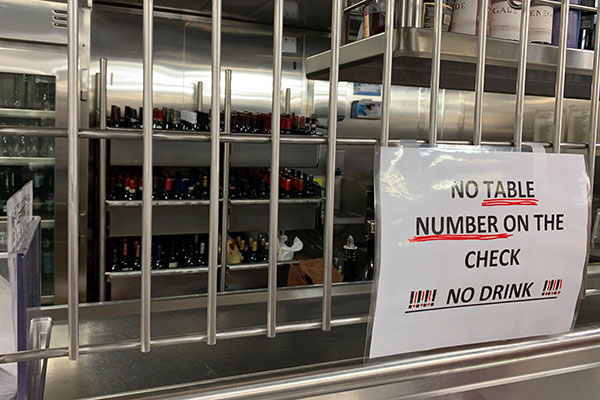 NO TABLE
NUMBER ON THE
CHECK
!!!!! NO DRINK !!!!!